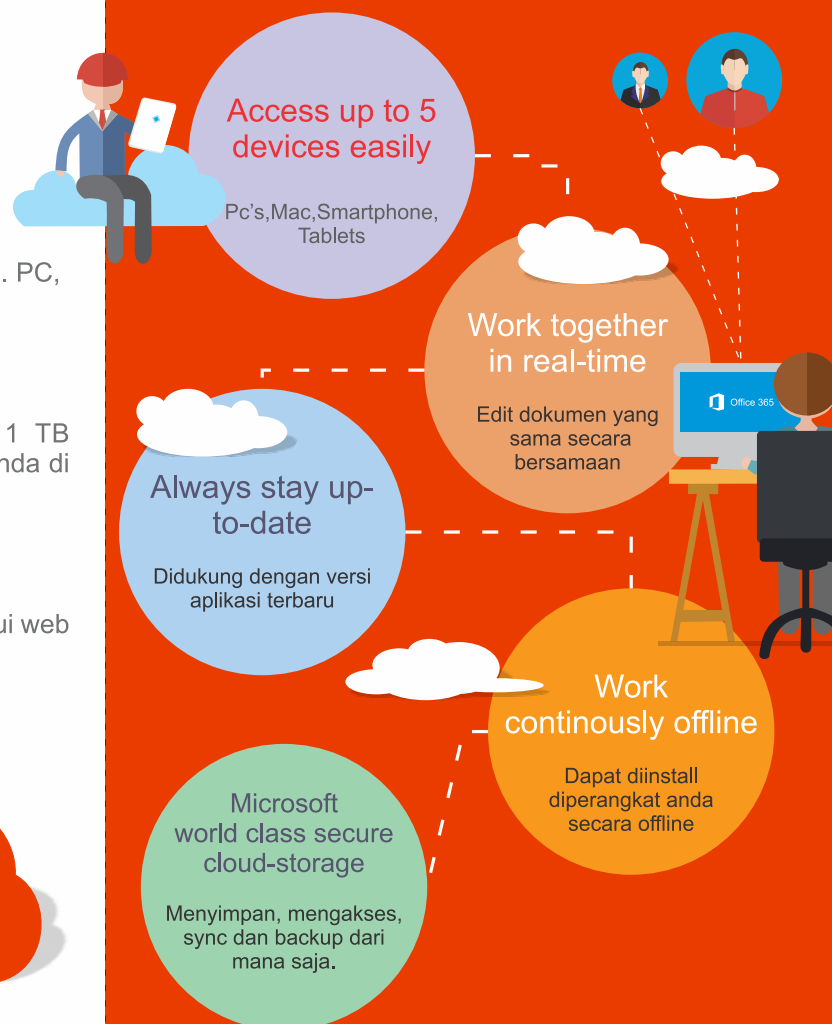 . PC,
1 TB
nda di
ui web
Access up to 5
devices easily
Pc's,Mac,Smartphone,
Tablets
Work together
in real-time
Edit dokumen yang
sama secara
bersamaan
Office 365
Always stay up-
to-date
Didukung dengan versi
aplikasi terbaru
Work
continously offline
Dapat diinstall
diperangkat anda
secara offline
Microsoft
world class secure
cloud-storage
Menyimpan, mengakses,
sync dan backup dari
mana saja.